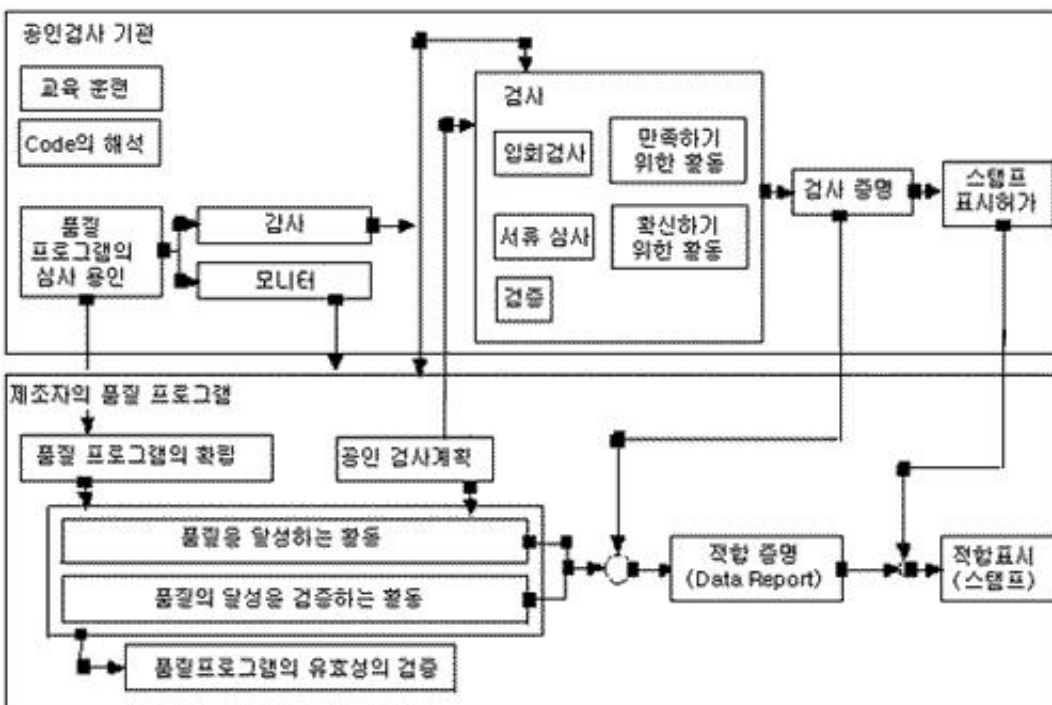 공인검사 기관
교육 훈련
Code의 해석
품질
프로그램의
심사 용인
감사
모니터
검사
입회검사
만족하기
위한 활동
서류 심사
확신하기
위한 활동
검증
검사 증명
스탬프
표시허가
제조자의 품질 프로그램
품질 프로그램의 확립
공인 검사계획
품질을 달성하는 활동
품질의 달성을 검증하는 활동
품질프로그램의 유효성의 검증
적합 증명
(Data Report)
적합표시
(스탬프)